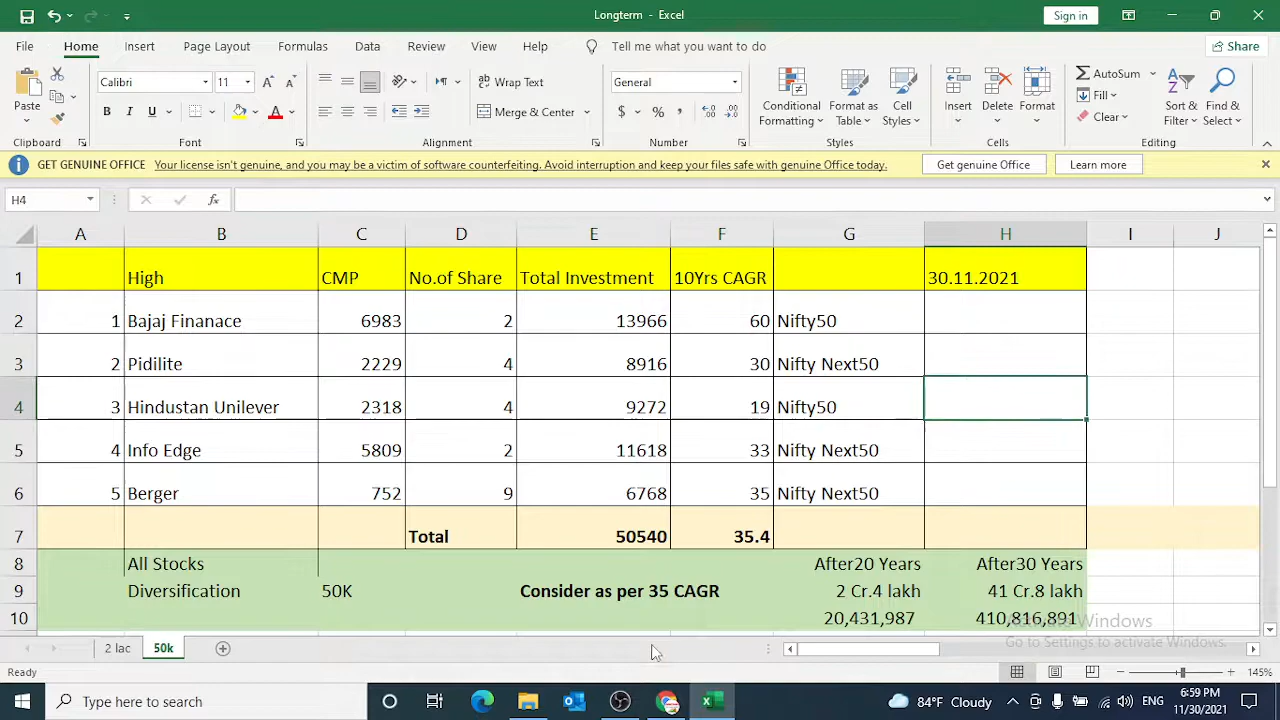 Longterm - Excel
Sign in
File Home Insert Page Layout Formulas Data Review View Help Tell me what you want to do Share
Paste
Calibri 11
B I U
Wrap Text
Merge & Center
General
$ % ,
Conditional Formatting
Format as Table
Cell Styles
Insert
Delete
Format
AutoSum
Fill
Clear
Sort & Filter
Find & Select
Clipboard Font Alignment Number Styles Cells Editing
GET GENUINE OFFICE Your license isn't genuine, and you may be a victim of software counterfeiting. Avoid interruption and keep your files safe with genuine Office today. Get genuine Office Learn more
H4 fx
A B C D E F G H I J
1 High CMP No.of Share Total Investment 10Yrs CAGR 30.11.2021
2 1 Bajaj Finanace 6983 2 13966 60 Nifty50
3 2 Pidilite 2229 4 8916 30 Nifty Next50
4 3 Hindustan Unilever 2318 4 9272 19 Nifty50
5 4 Info Edge 5809 2 11618 33 Nifty Next50
6 5 Berger 752 9 6768 35 Nifty Next50
7 Total 50540 35.4
8 All Stocks After20 Years After30 Years
9 Diversification 50K Consider as per 35 CAGR 2 Cr.4 lakh 41 Cr.8 lakh
10 20,431,987 410,816,891
Activate Windows
Go to Settings to activate Windows.
2 lac 50k
Ready 145%
Type here to search
84°F Cloudy ENG 6:59 PM
11/30/2021